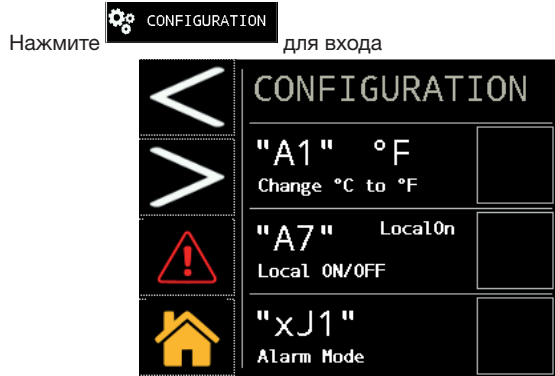 Нажмите CONFIGURATION для входа
CONFIGURATION
"A1" °F
Change °C to °F
"A7" LocalOn
Local ON/OFF
"xJ1"
Alarm Mode